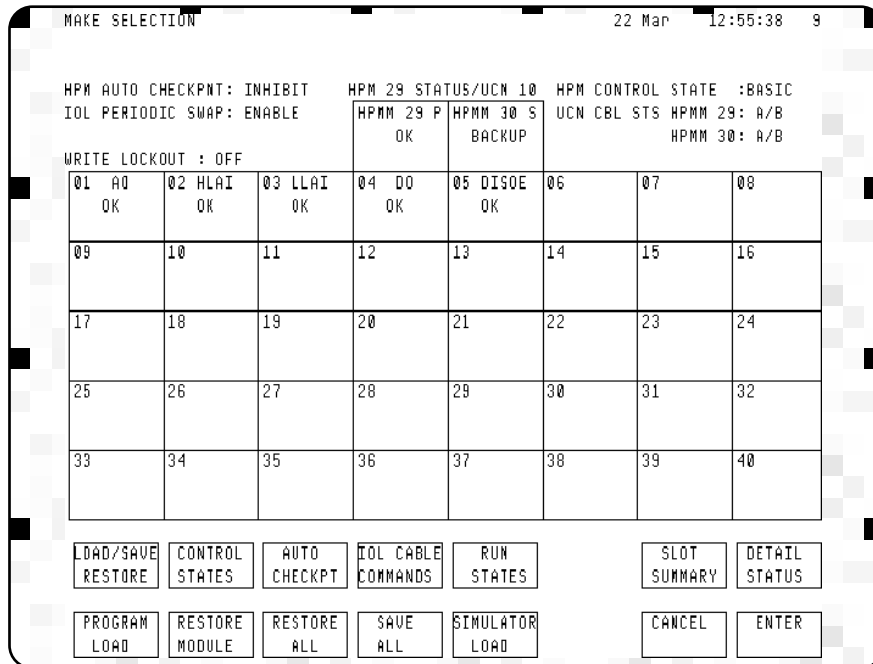 MAKE SELECTION 22 Mar 12:55:38 9
HPM AUTO CHECKPNT: INHIBIT HPM 29 STATUS/UCN 10 HPM CONTROL STATE :BASIC
IOL PERIODIC SWAP: ENABLE HPMM 29 P HPMM 30 S UCN CBL STS HPMM 29: A/B
OK BACKUP HPMM 30: A/B
WRITE LOCKOUT : OFF
01 AO 02 HLAI 03 LLAI 04 DO 05 DISOE 06 07 08
OK OK OK OK OK
09 10 11 12 13 14 15 16
17 18 19 20 21 22 23 24
25 26 27 28 29 30 31 32
33 34 35 36 37 38 39 40
LOAD/SAVE CONTROL AUTO IOL CABLE RUN SLOT DETAIL
RESTORE STATES CHECKPT COMMANDS STATES SUMMARY STATUS
PROGRAM RESTORE RESTORE SAVE SIMULATOR CANCEL ENTER
LOAD MODULE ALL ALL LOAD